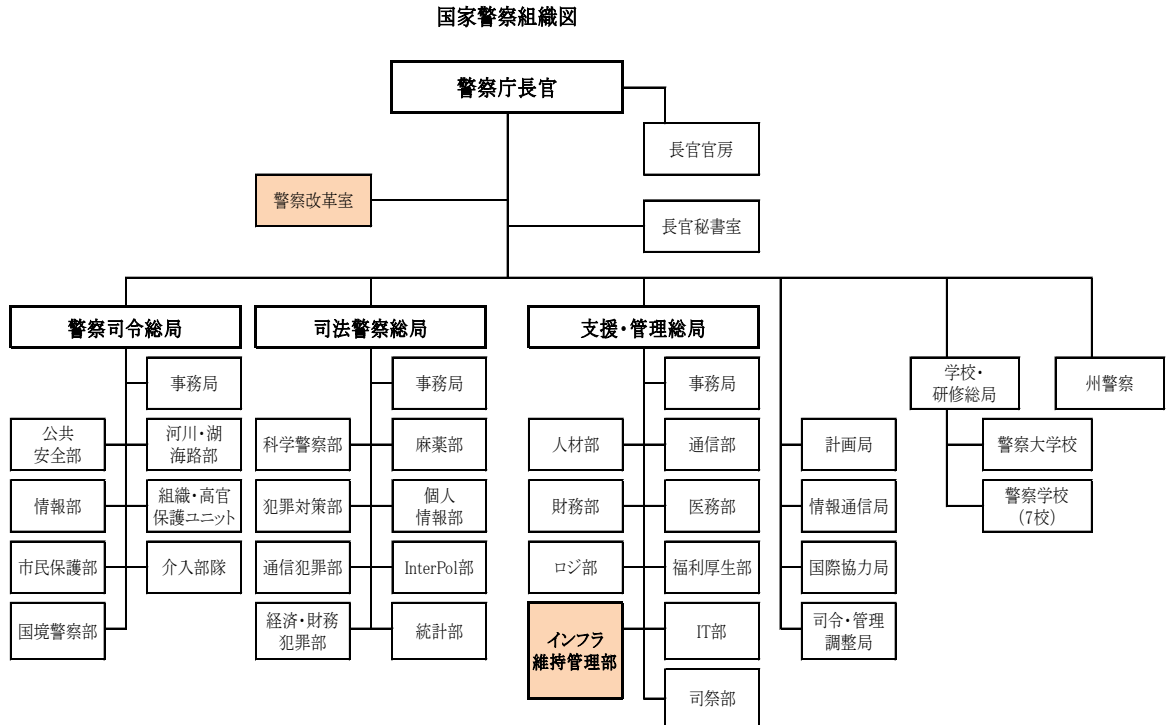 国家警察組織図
警察庁長官
長官官房
警察改革室
長官秘書室
警察司令総局
司法警察総局
支援・管理総局
事務局
事務局
事務局
学校・
研修総局
州警察
公共
安全部
河川・湖
海路部
科学警察部
麻薬部
人材部
通信部
計画局
警察大学校
情報部
組織・高官
保護ユニット
犯罪対策部
個人
情報部
財務部
医務部
情報通信局
警察学校
(7校)
市民保護部
介入部隊
通信犯罪部
InterPol部
ロジ部
福利厚生部
国際協力局
国境警察部
経済・財務
犯罪部
統計部
インフラ
維持管理部
IT部
司令・管理
調整局
司祭部